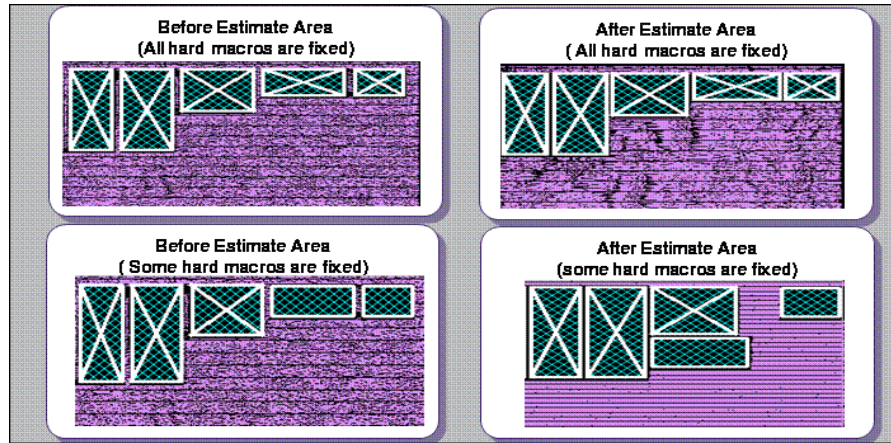 Before Estimate Area
(All hard macros are fixed)
After Estimate Area
( All hard macros are fixed)
Before Estimate Area
( Some hard macros are fixed)
After Estimate Area
(some hard macros are fixed)